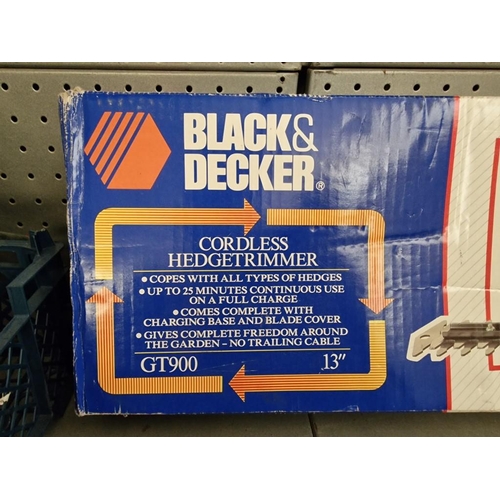 BLACK&
DECKER®
CORDLESS
HEDGETRIMMER
• COPES WITH ALL TYPES OF HEDGES
• UP TO 25 MINUTES CONTINUOUS USE
ON A FULL CHARGE
• COMES COMPLETE WITH
CHARGING BASE AND BLADE COVER
• GIVES COMPLETE FREEDOM AROUND
THE GARDEN - NO TRAILING CABLE
GT900 13"